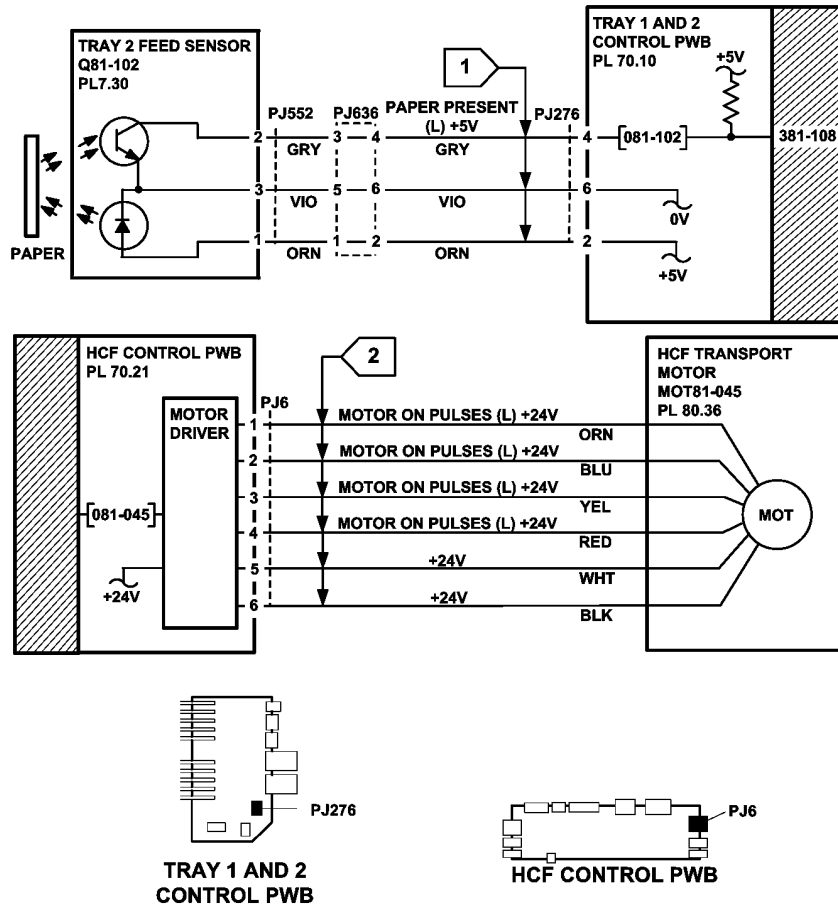 TRAY 2 FEED SENSOR
Q81-102
PL7.30
PAPER
2
3
1
PJ552
GRY
VIO
ORN
PJ636
3 4
5 6
1 2
1
PAPER PRESENT
(L) +5V
GRY
VIO
ORN
PJ276
4
6
2
TRAY 1 AND 2
CONTROL PWB
PL 70.10
+5V
081-102
381-108
0V
+5V
HCF CONTROL PWB
PL 70.21
MOTOR
DRIVER
081-045
+24V
PJ6
2
1 MOTOR ON PULSES (L) +24V ORN
2 MOTOR ON PULSES (L) +24V BLU
3 MOTOR ON PULSES (L) +24V YEL
4 MOTOR ON PULSES (L) +24V RED
5 +24V WHT
6 +24V BLK
HCF TRANSPORT
MOTOR
MOT81-045
PL 80.36
MOT
PJ276
TRAY 1 AND 2
CONTROL PWB
PJ6
HCF CONTROL PWB